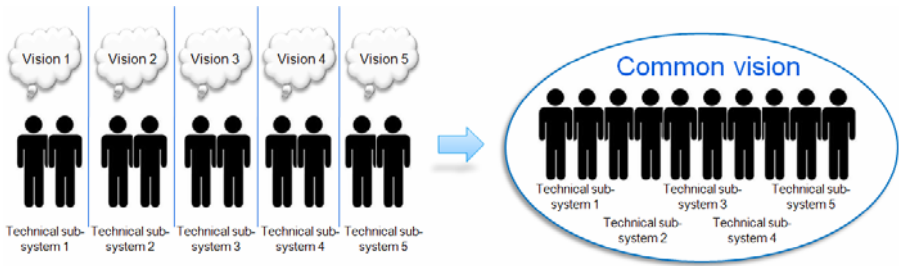 Vision 1
Vision 2
Vision 3
Vision 4
Vision 5
Technical sub-
system 1
Technical sub-
system 2
Technical sub-
system 3
Technical sub-
system 4
Technical sub-
system 5
Common vision
Technical sub-
system 1
Technical sub-
system 2
Technical sub-
system 3
Technical sub-
system 4
Technical sub-
system 5